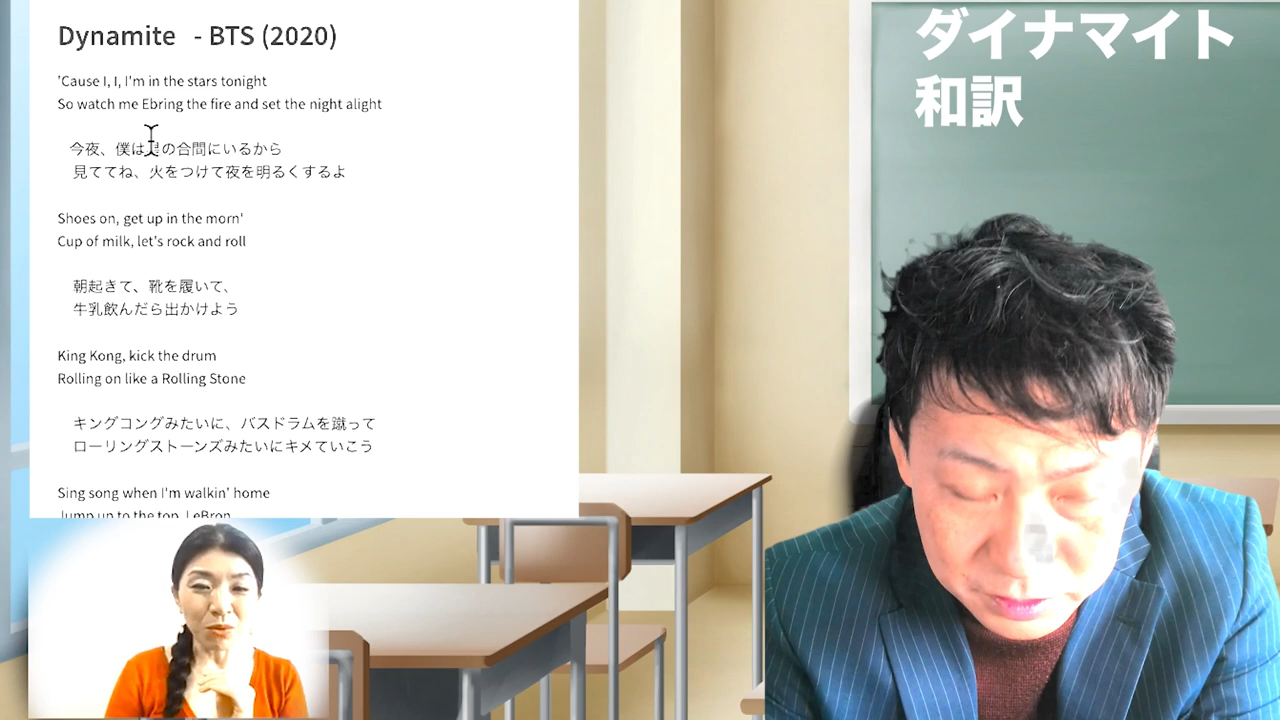 Dynamite - BTS (2020)
'Cause I, I, I'm in the stars tonight
So watch me Ebring the fire and set the night alight
今夜、僕は の合間にいるから
見ててね、火をつけて夜を明るくするよ
Shoes on, get up in the morn'
Cup of milk, let's rock and roll
朝起きて、靴を履いて、
牛乳飲んだら出かけよう
King Kong, kick the drum
Rolling on like a Rolling Stone
キングコングみたいに、バスドラムを蹴って
ローリングストーンズみたいにキメていこう
Sing song when I'm walkin' home
Jump up to the top, LeBron
ダイナマイト
和訳